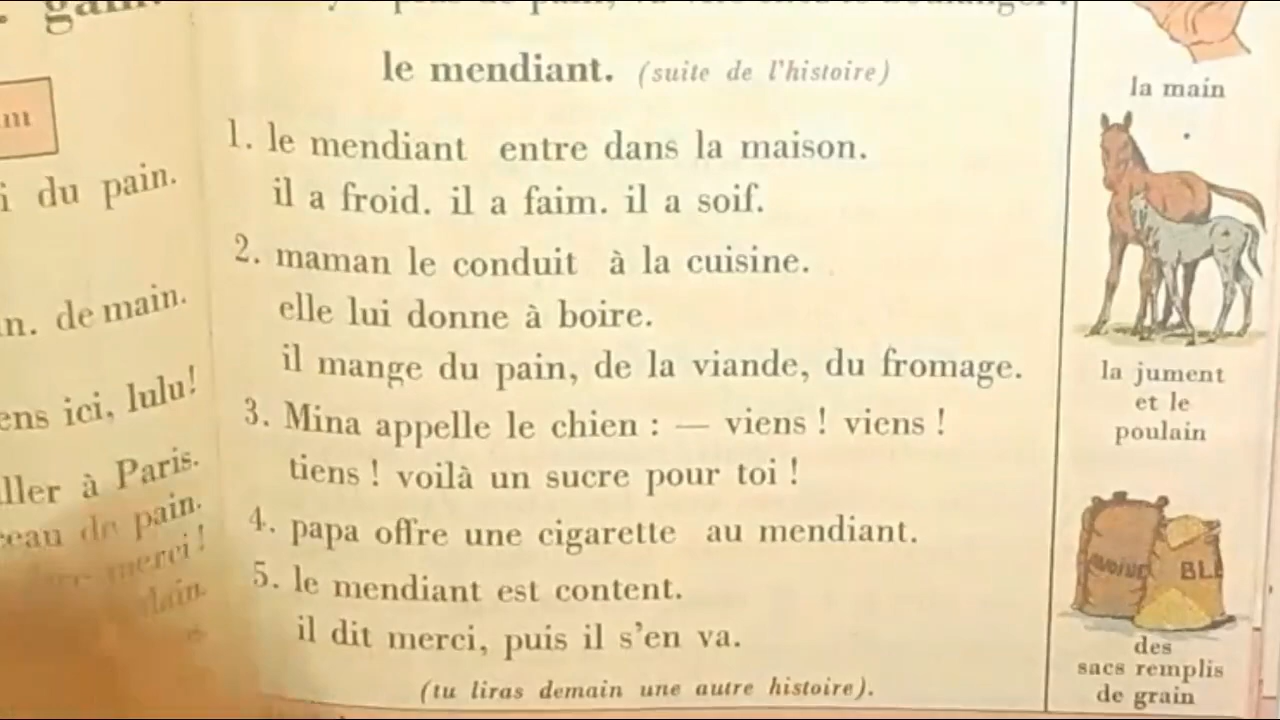 du pain.
de main.
ici, lulu!
à Paris.
pain.
merci !
le mendiant. (suite de l'histoire)
1. le mendiant entre dans la maison.
il a froid. il a faim. il a soif.
2. maman le conduit à la cuisine.
elle lui donne à boire.
il mange du pain, de la viande, du fromage.
3. Mina appelle le chien : — viens ! viens !
tiens ! voilà un sucre pour toi !
4. papa offre une cigarette au mendiant.
5. le mendiant est content.
il dit merci, puis il s'en va.
(tu liras demain une autre histoire).
la main
la jument
et le
poulain
BLÉ
des
sacs remplis
de grain